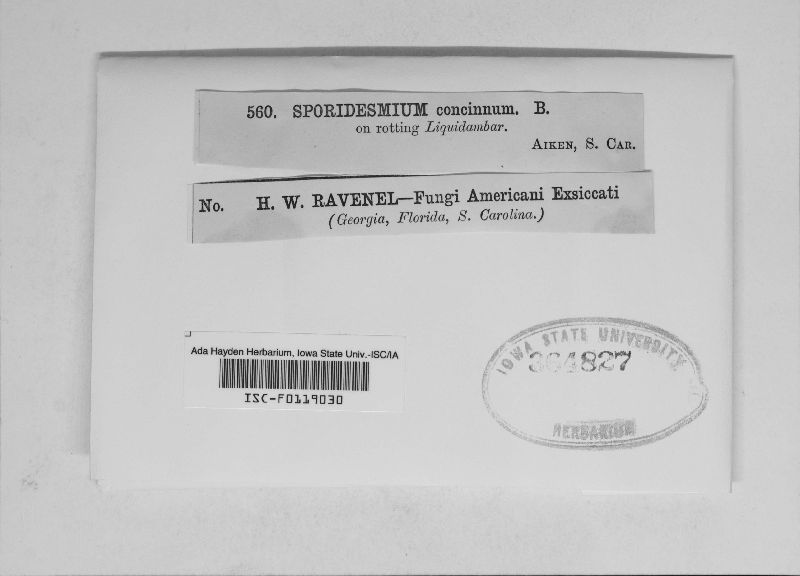 560. SPORIDESMIUM concinnum. B.
on rotting Liquidambar.
AIKEN, S. CAR.
No. H. W. RAVENEL—Fungi Americani Exsiccati
(Georgia, Florida, S. Carolina.)
Ada Hayden Herbarium, Iowa State Univ.-ISC/IA
ISC-F0119030
IOWA STATE UNIVERSITY
364827
HERBARIUM